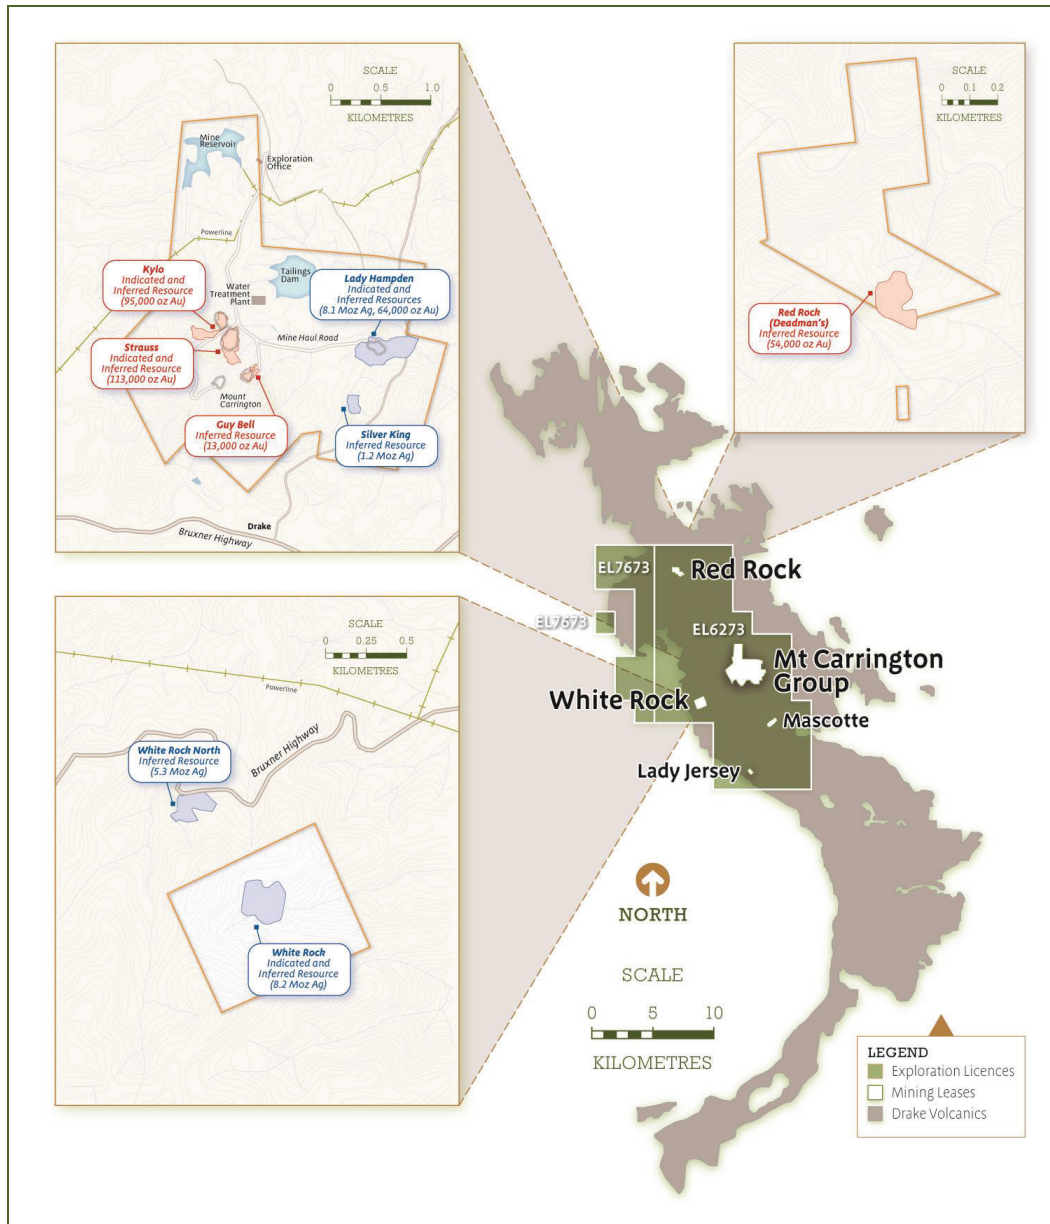 SCALE
0 0.5 1.0
KILOMETRES
Mine
Reservoir
Exploration
Office
Powerline
Kylo
Indicated and
Inferred Resource
(95,000 oz Au)
Tailings
Dam
Water
Treatment
Plant
Lady Hampden
Indicated and
Inferred Resources
(8.1 Moz Ag, 64,000 oz Au)
Mine Haul Road
Strauss
Indicated and
Inferred Resource
(113,000 oz Au)
Mount
Carrington
Guy Bell
Inferred Resource
(13,000 oz Au)
Silver King
Inferred Resource
(1.2 Moz Ag)
Drake
Bruxner Highway
SCALE
0 0.1 0.2
KILOMETRES
Red Rock
(Deadman's)
Inferred Resource
(54,000 oz Au)
SCALE
0 0.25 0.5
KILOMETRES
Powerline
Bruxner Highway
White Rock North
Inferred Resource
(5.3 Moz Ag)
White Rock
Indicated and
Inferred Resource
(8.2 Moz Ag)
EL7673
Red Rock
EL7673
EL6273
Mt Carrington
Group
White Rock
Mascotte
Lady Jersey
NORTH
SCALE
0 5 10
KILOMETRES
LEGEND
Exploration Licences
Mining Leases
Drake Volcanics